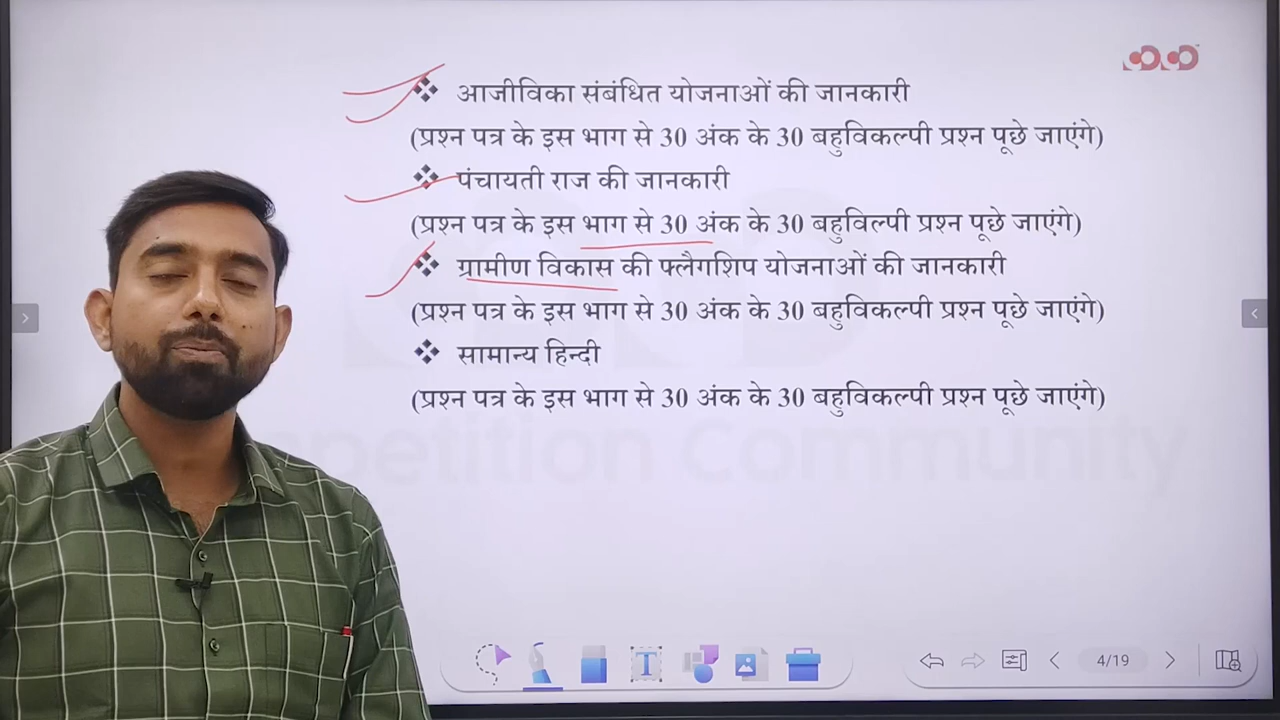 ❖ आजीविका संबंधित योजनाओं की जानकारी
(प्रश्न पत्र के इस भाग से 30 अंक के 30 बहुविकल्पी प्रश्न पूछे जाएंगे)
❖ पंचायती राज की जानकारी
(प्रश्न पत्र के इस भाग से 30 अंक के 30 बहुविल्पी प्रश्न पूछे जाएंगे)
❖ ग्रामीण विकास की फ्लैगशिप योजनाओं की जानकारी
(प्रश्न पत्र के इस भाग से 30 अंक के 30 बहुविकल्पी प्रश्न पूछे जाएंगे)
❖ सामान्य हिन्दी
(प्रश्न पत्र के इस भाग से 30 अंक के 30 बहुविकल्पी प्रश्न पूछे जाएंगे)
Community
T
4/19